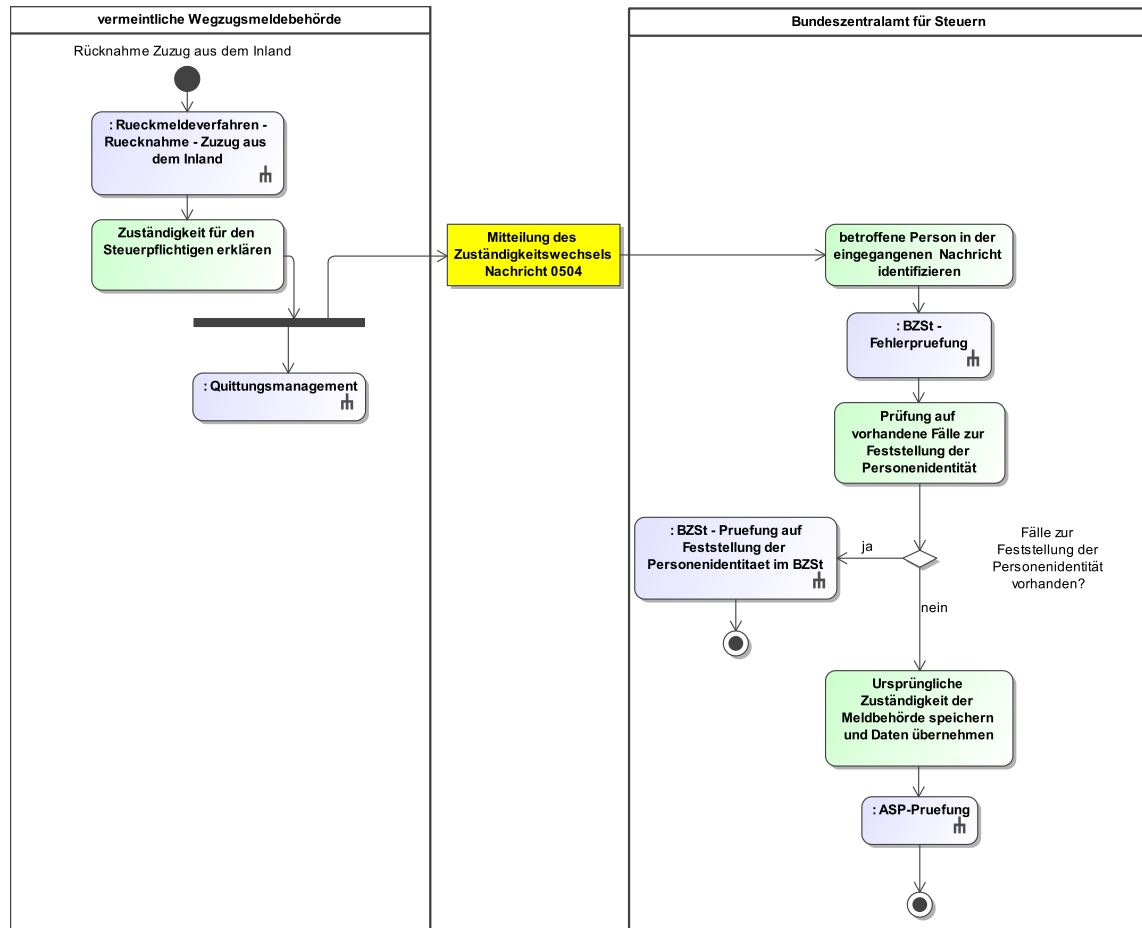 vermeintliche Wegzugsmeldebehörde
Rücknahme Zuzug aus dem Inland
: Rueckmeldeverfahren -
Ruecknahme - Zuzug aus
dem Inland
Zuständigkeit für den
Steuerpflichtigen erklären
: Quittungsmanagement
Mitteilung des
Zuständigkeitswechsels
Nachricht 0504
Bundeszentralamt für Steuern
betroffene Person in der
eingegangenen Nachricht
identifizieren
: BZSt -
Fehlerpruefung
Prüfung auf
vorhandene Fälle zur
Feststellung der
Personenidentität
Fälle zur
Feststellung der
Personenidentität
vorhanden?
ja
: BZSt - Pruefung auf
Feststellung der
Personenidentitaet im BZSt
nein
Ursprüngliche
Zuständigkeit der
Meldbehörde speichern
und Daten übernehmen
: ASP-Pruefung